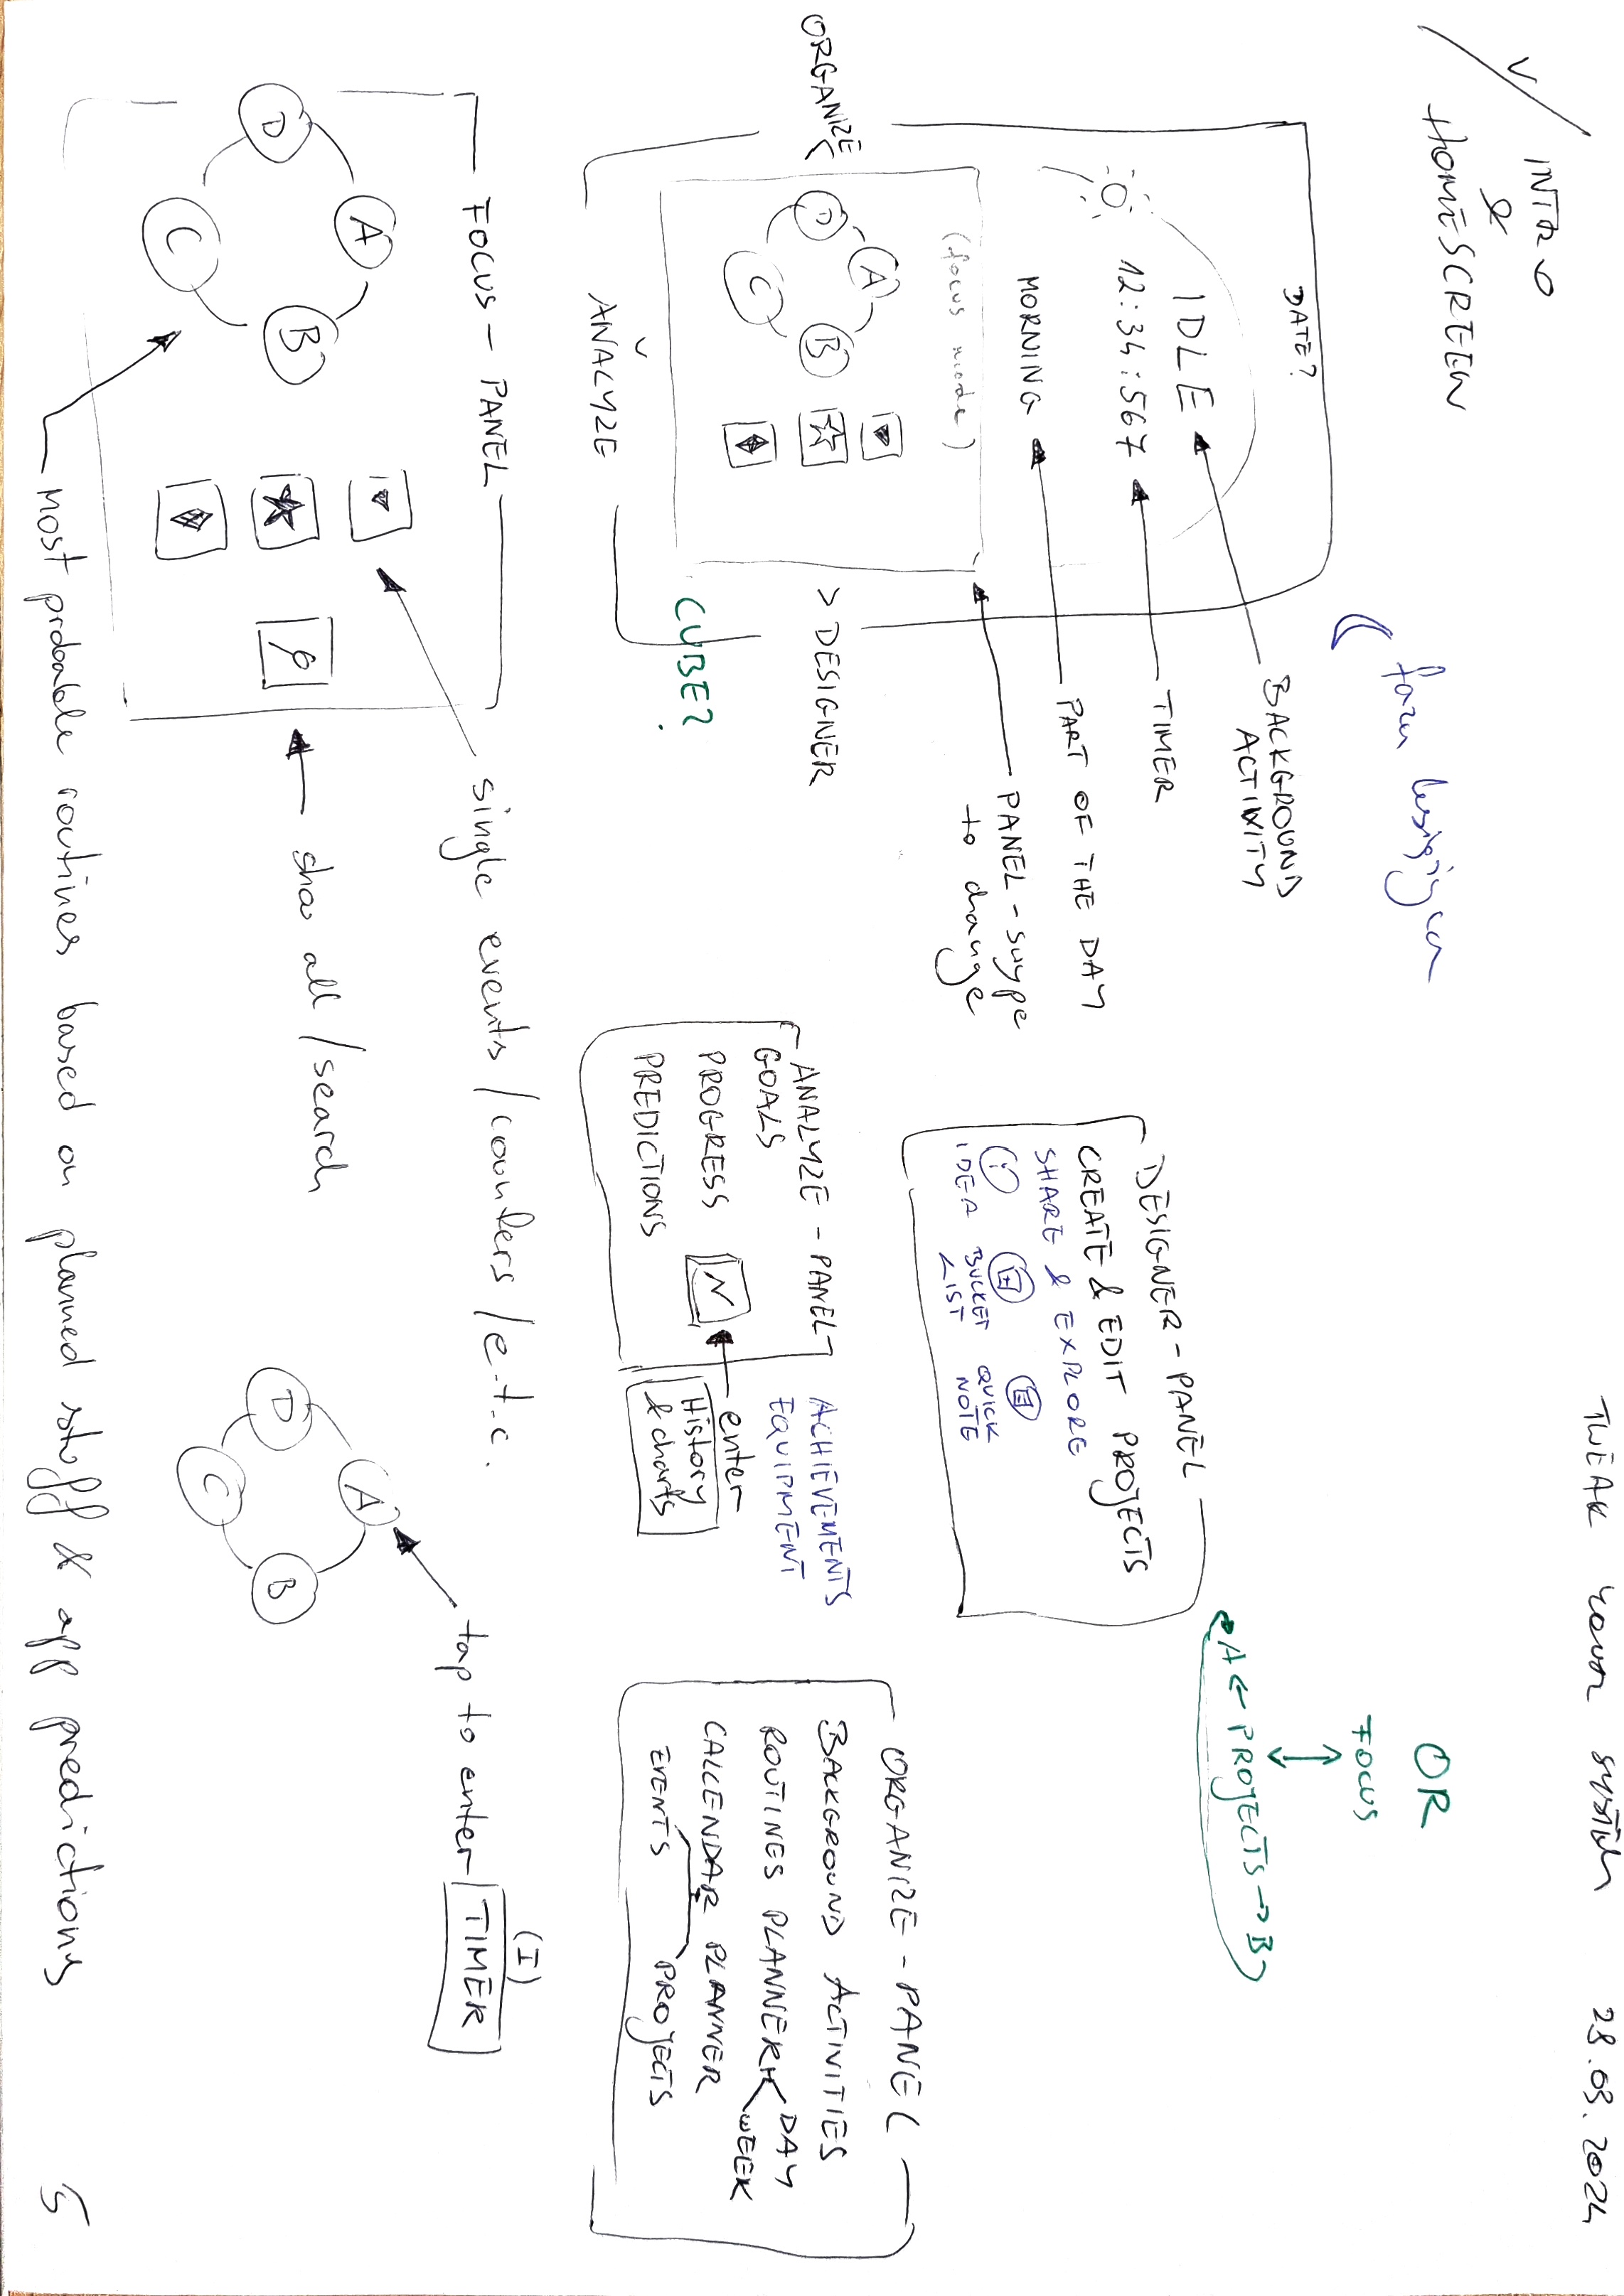 TWEAK YOUR SYSTEM 28.03.2024
V/ INTRO
&
HOMESCREEN
faza księżyca
OR
FOCUS
A ← PROJECTS → B
DATE?
BACKGROUND
ACTIVITY
IDLE
TIMER
12:34:567
PART OF THE DAY
MORNING
PANEL - swype
to change
(focus mode)
A
B
C
D
ORGANIZE <
> DESIGNER
CUBE?
v
ANALYZE
DESIGNER - PANEL
CREATE & EDIT PROJECTS
SHARE & EXPLORE
IDEA
BUCKET
LIST
QUICK
NOTE
ANALYZE - PANEL
GOALS
PROGRESS
PREDICTIONS
ACHIEVEMENTS
EQUIPMENT
enter
History
& charts
ORGANIZE - PANEL
BACKGROUND ACTIVITIES
ROUTINES PLANNER
DAY
WEEK
CALLENDAR PLANNER
EVENTS PROJECTS
FOCUS - PANEL
single events / counters / e.t.c.
A
B
C
D
sho all / search
(I)
tap to enter TIMER
A
B
C
D
most probable routines based on planned stuff & app predictions
5